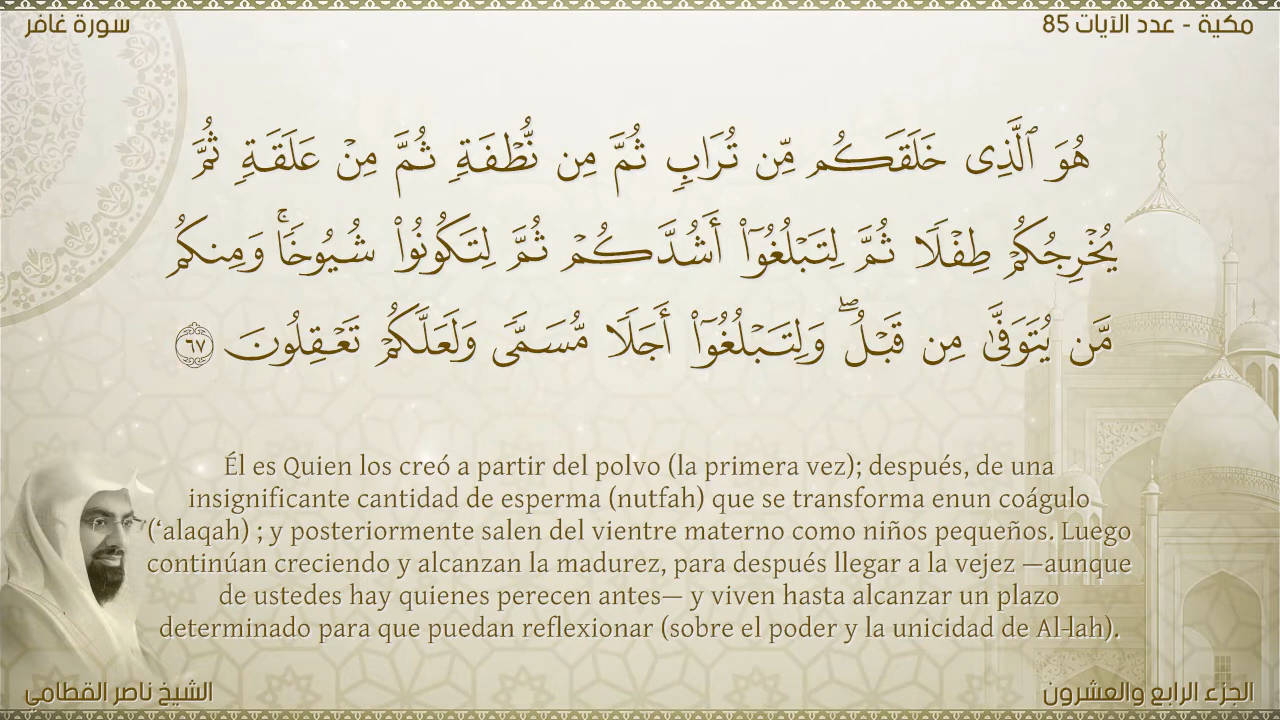 سورة غافر
مكية - عدد الآيات 85
هُوَ ٱلَّذِى خَلَقَكُم مِّن تُرَابٍ ثُمَّ مِن نُّطْفَةٍ ثُمَّ مِنْ عَلَقَةٍ ثُمَّ
يُخْرِجُكُمْ طِفْلًا ثُمَّ لِتَبْلُغُوٓا۟ أَشُدَّكُمْ ثُمَّ لِتَكُونُوا۟ شُيُوخًا ۚ وَمِنكُم
مَّن يُتَوَفَّىٰ مِن قَبْلُ ۖ وَلِتَبْلُغُوٓا۟ أَجَلًا مُّسَمًّى وَلَعَلَّكُمْ تَعْقِلُونَ ٦٧
Él es Quien los creó a partir del polvo (la primera vez); después, de una
insignificante cantidad de esperma (nutfah) que se transforma enun coágulo
(‘alaqah) ; y posteriormente salen del vientre materno como niños pequeños. Luego
continúan creciendo y alcanzan la madurez, para después llegar a la vejez —aunque
de ustedes hay quienes perecen antes— y viven hasta alcanzar un plazo
determinado para que puedan reflexionar (sobre el poder y la unicidad de Al-lah).
الشيخ ناصر القطامي
الجزء الرابع والعشرون